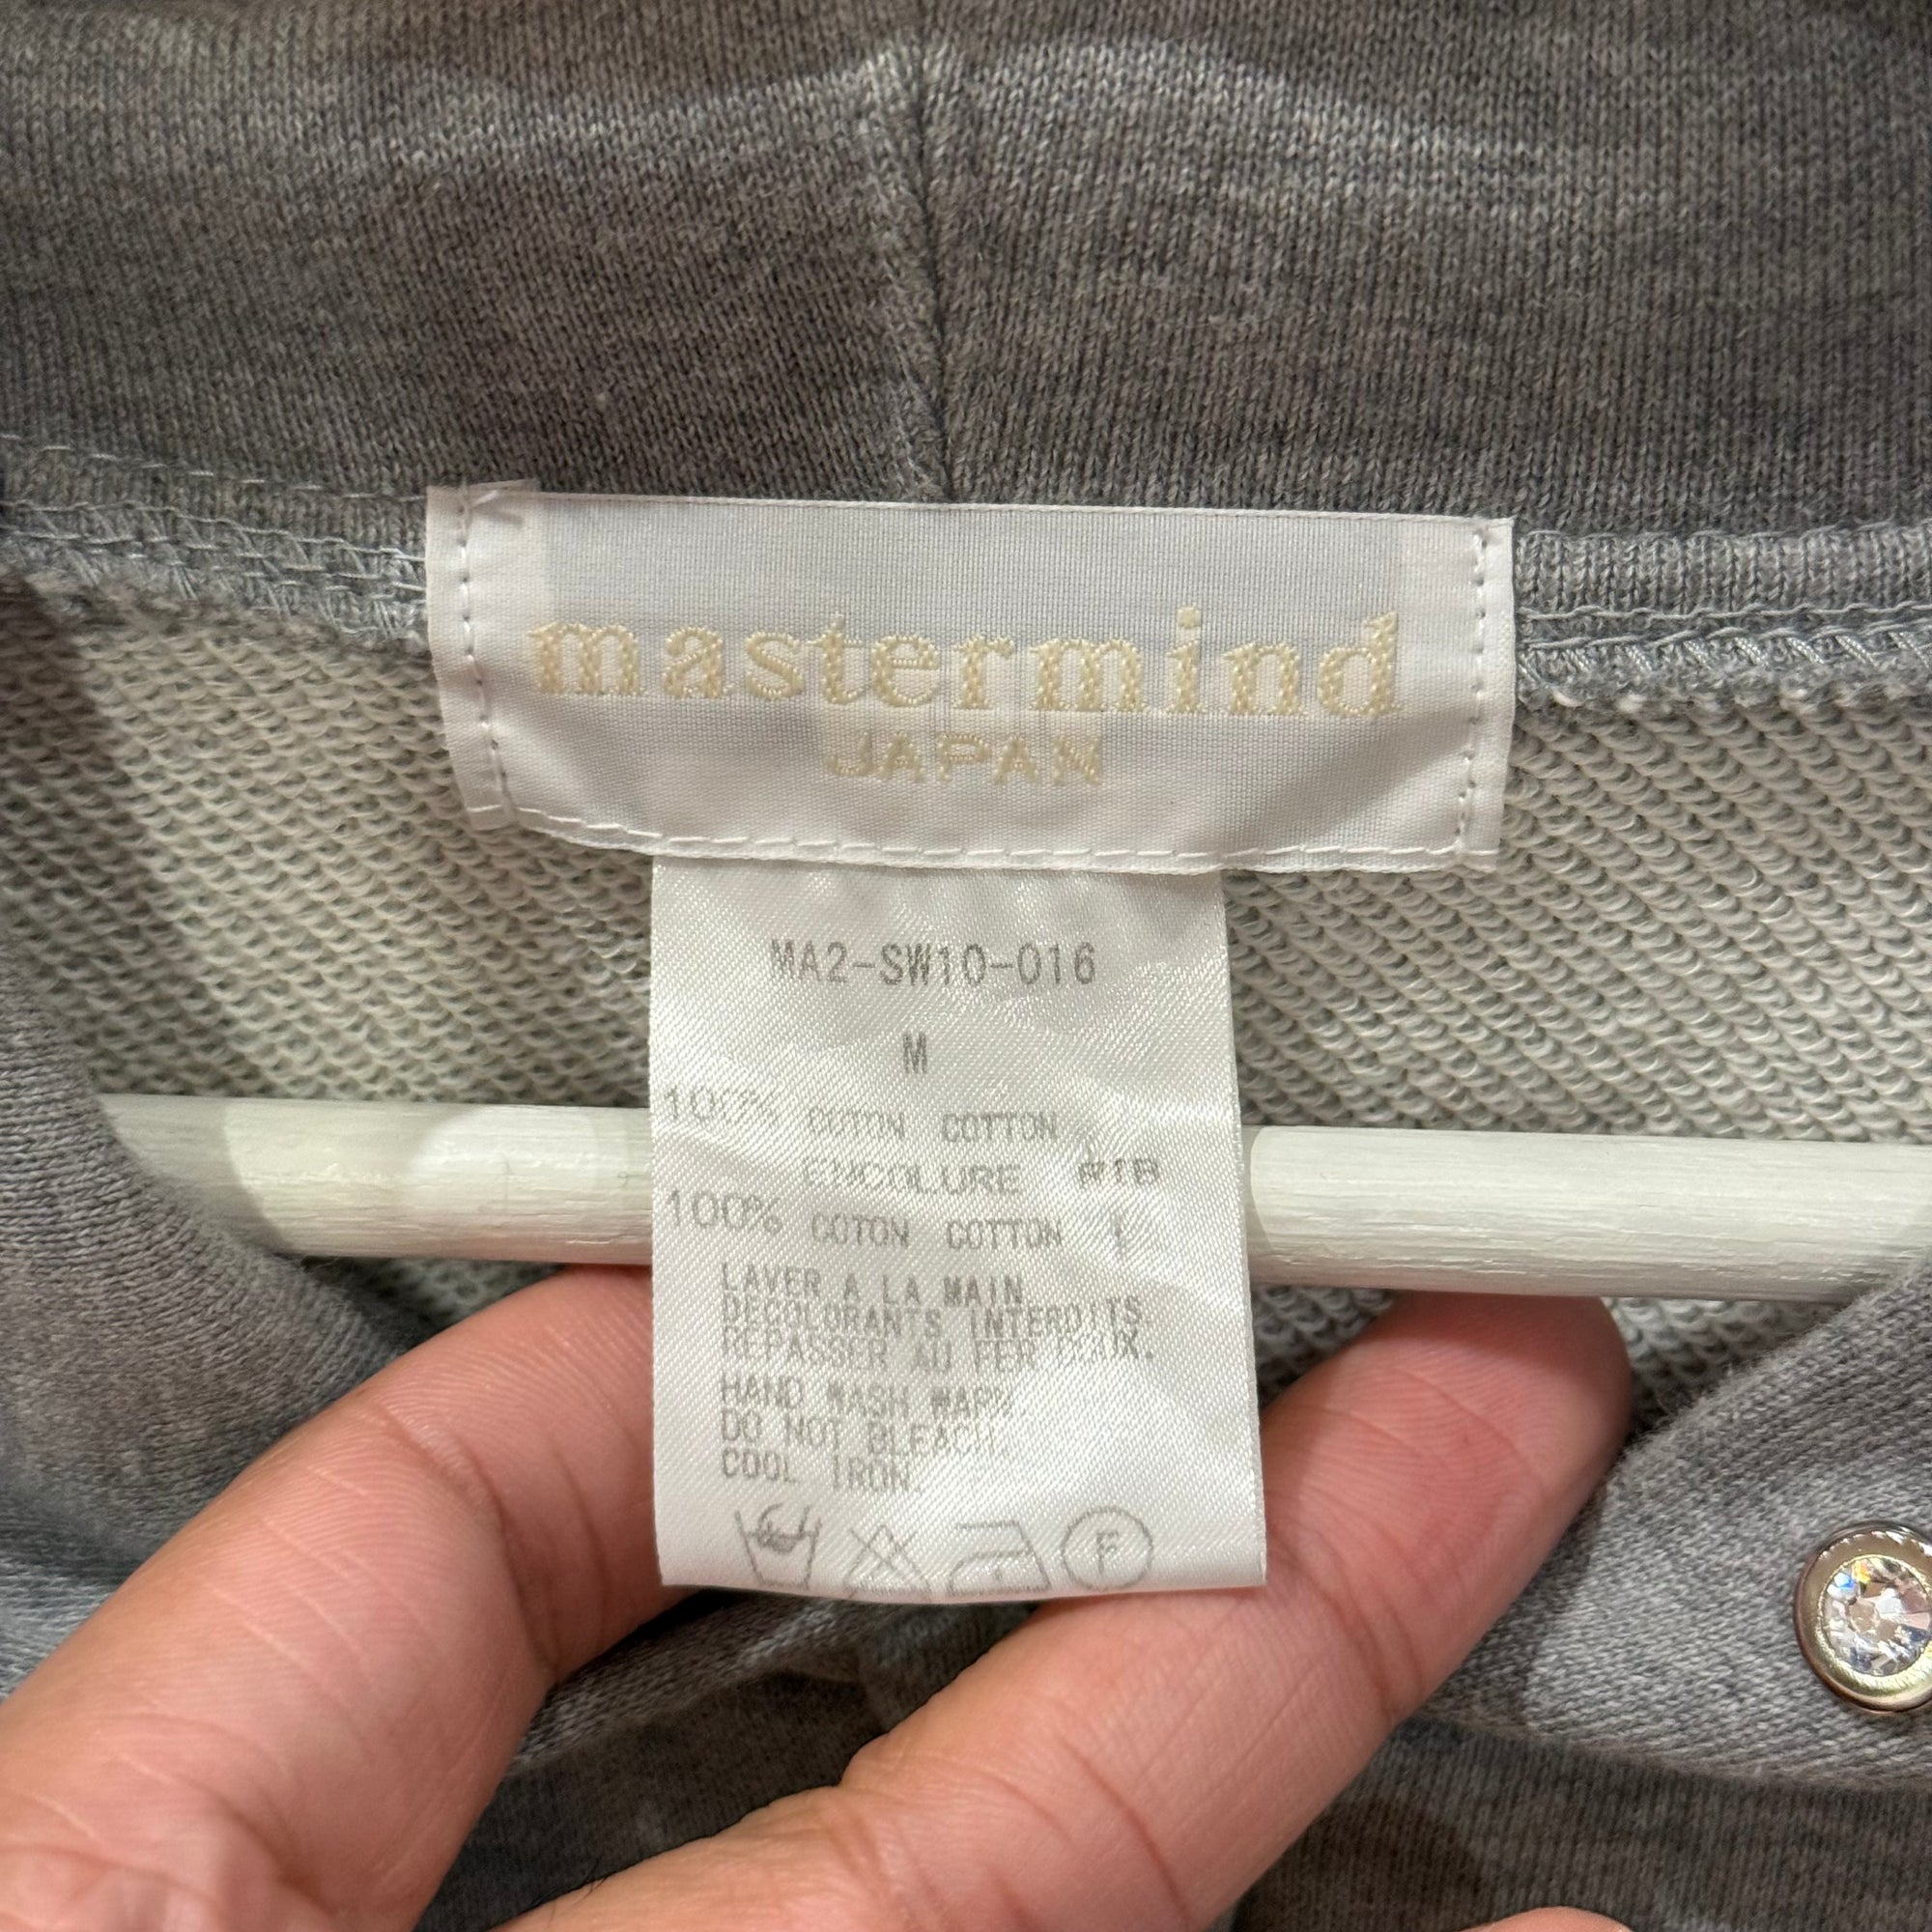 mastermind
JAPAN
MA2-SW10-016
M
100% COTON COTTON
ENCOLURE RIB
100% COTON COTTON
LAVER A LA MAIN
DECOLORANTS INTERDITS
REPASSER AU FER DOUX.
HAND WASH WARM.
DO NOT BLEACH.
COOL IRON.
F